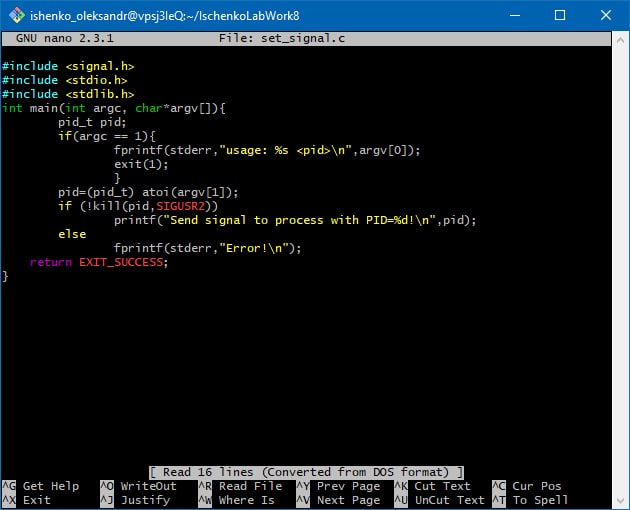 ishenko_oleksandr@vpsj3IeQ:~/IschenkoLabWork8
GNU nano 2.3.1 File: set_signal.c
#include <signal.h>
#include <stdio.h>
#include <stdlib.h>
int main(int argc, char*argv[]){
        pid_t pid;
        if(argc == 1){
                fprintf(stderr,"usage: %s <pid>\n",argv[0]);
                exit(1);
                }
        pid=(pid_t) atoi(argv[1]);
        if (!kill(pid,SIGUSR2))
                printf("Send signal to process with PID=%d!\n",pid);
        else
                fprintf(stderr,"Error!\n");
    return EXIT_SUCCESS;
}
[ Read 16 lines (Converted from DOS format) ]
^G Get Help ^O WriteOut ^R Read File ^Y Prev Page ^K Cut Text ^C Cur Pos
^X Exit ^J Justify ^W Where Is ^V Next Page ^U UnCut Text ^T To Spell